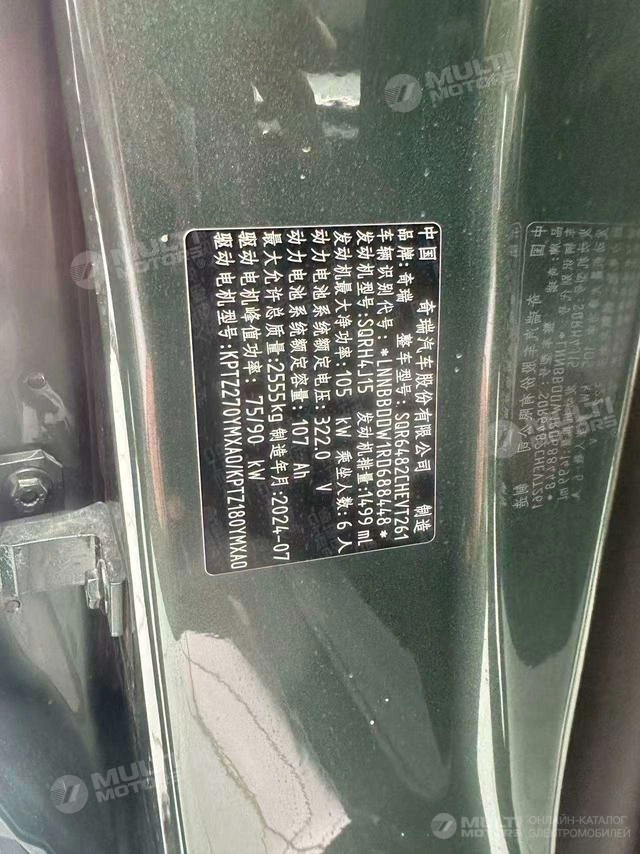 中国 奇瑞汽车股份有限公司 制造
品牌:奇瑞 整车型号:SQR6482CHEVT261
车辆识别代号:*LNNBBDDW1RD688448*
发动机型号:SQRH4J15 发动机排量:1499 mL
发动机最大净功率:105 kW 乘坐人数:6 人
动力电池系统额定电压:322.0 V
动力电池系统额定容量:107 Ah
最大允许总质量:2555kg 制造年月:2024-07
驱动电机峰值功率: 75/90 kW
驱动电机型号:KPTZ270YMXA0/KPTZ180YMXA0
MULTI
MOTORS
MULTI
MOTORS
MULTI
MOTORS
MULTI
MOTORS
MULTI
MOTORS
ОНЛАЙН-КАТАЛОГ
ЭЛЕКТРОМОБИЛЕЙ